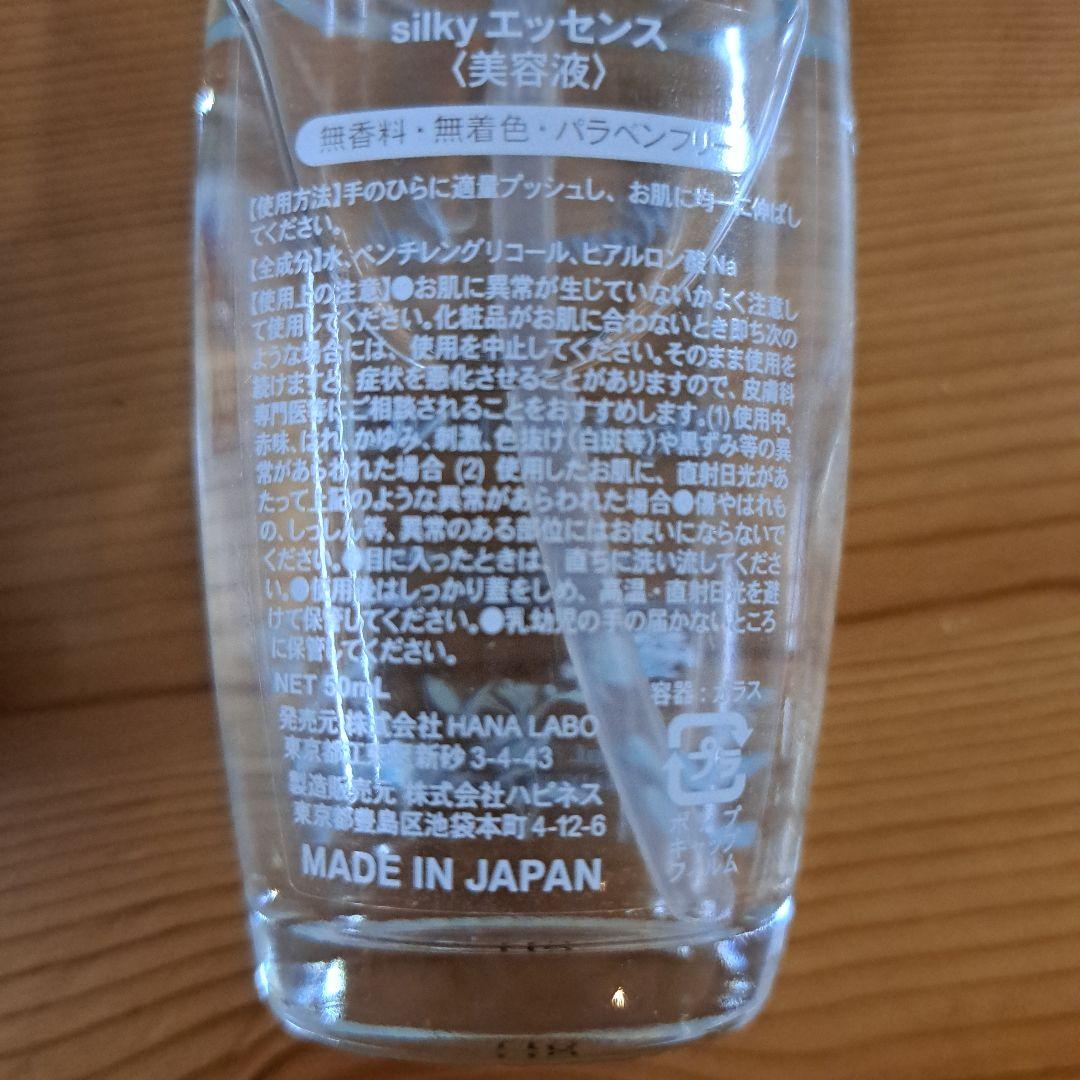 silky エッセンス
〈美容液〉
無香料・無着色・パラベンフリー
【使用方法】手のひらに適量プッシュし、お肌に均一に伸ばし
てください。
【全成分】水、ペンチレングリコール、ヒアルロン酸Na
【使用上の注意】●お肌に異常が生じていないかよく注意し
て使用してください。化粧品がお肌に合わないとき即ち次の
ような場合には、使用を中止してください。そのまま使用を
続けますと、症状を悪化させることがありますので、皮膚科
専門医等にご相談されることをおすすめします。(1)使用中、
赤味、はれ、かゆみ、刺激、色抜け(白斑等)や黒ずみ等の異
常があらわれた場合 (2) 使用したお肌に、直射日光があ
たって上記のような異常があらわれた場合●傷やはれも
の、しっしん等、異常のある部位にはお使いにならないで
ください。●目に入ったときは、直ちに洗い流してくださ
い。●使用後はしっかり蓋をしめ、高温・直射日光を避
けて保管してください。●乳幼児の手の届かないところ
に保管してください。
NET 50mL
容器：ガラス
発売元 株式会社 HANA LABO
東京都江東区新砂 3-4-43
製造販売元 株式会社ハピネス
東京都豊島区池袋本町 4-12-6
MADE IN JAPAN
プラ